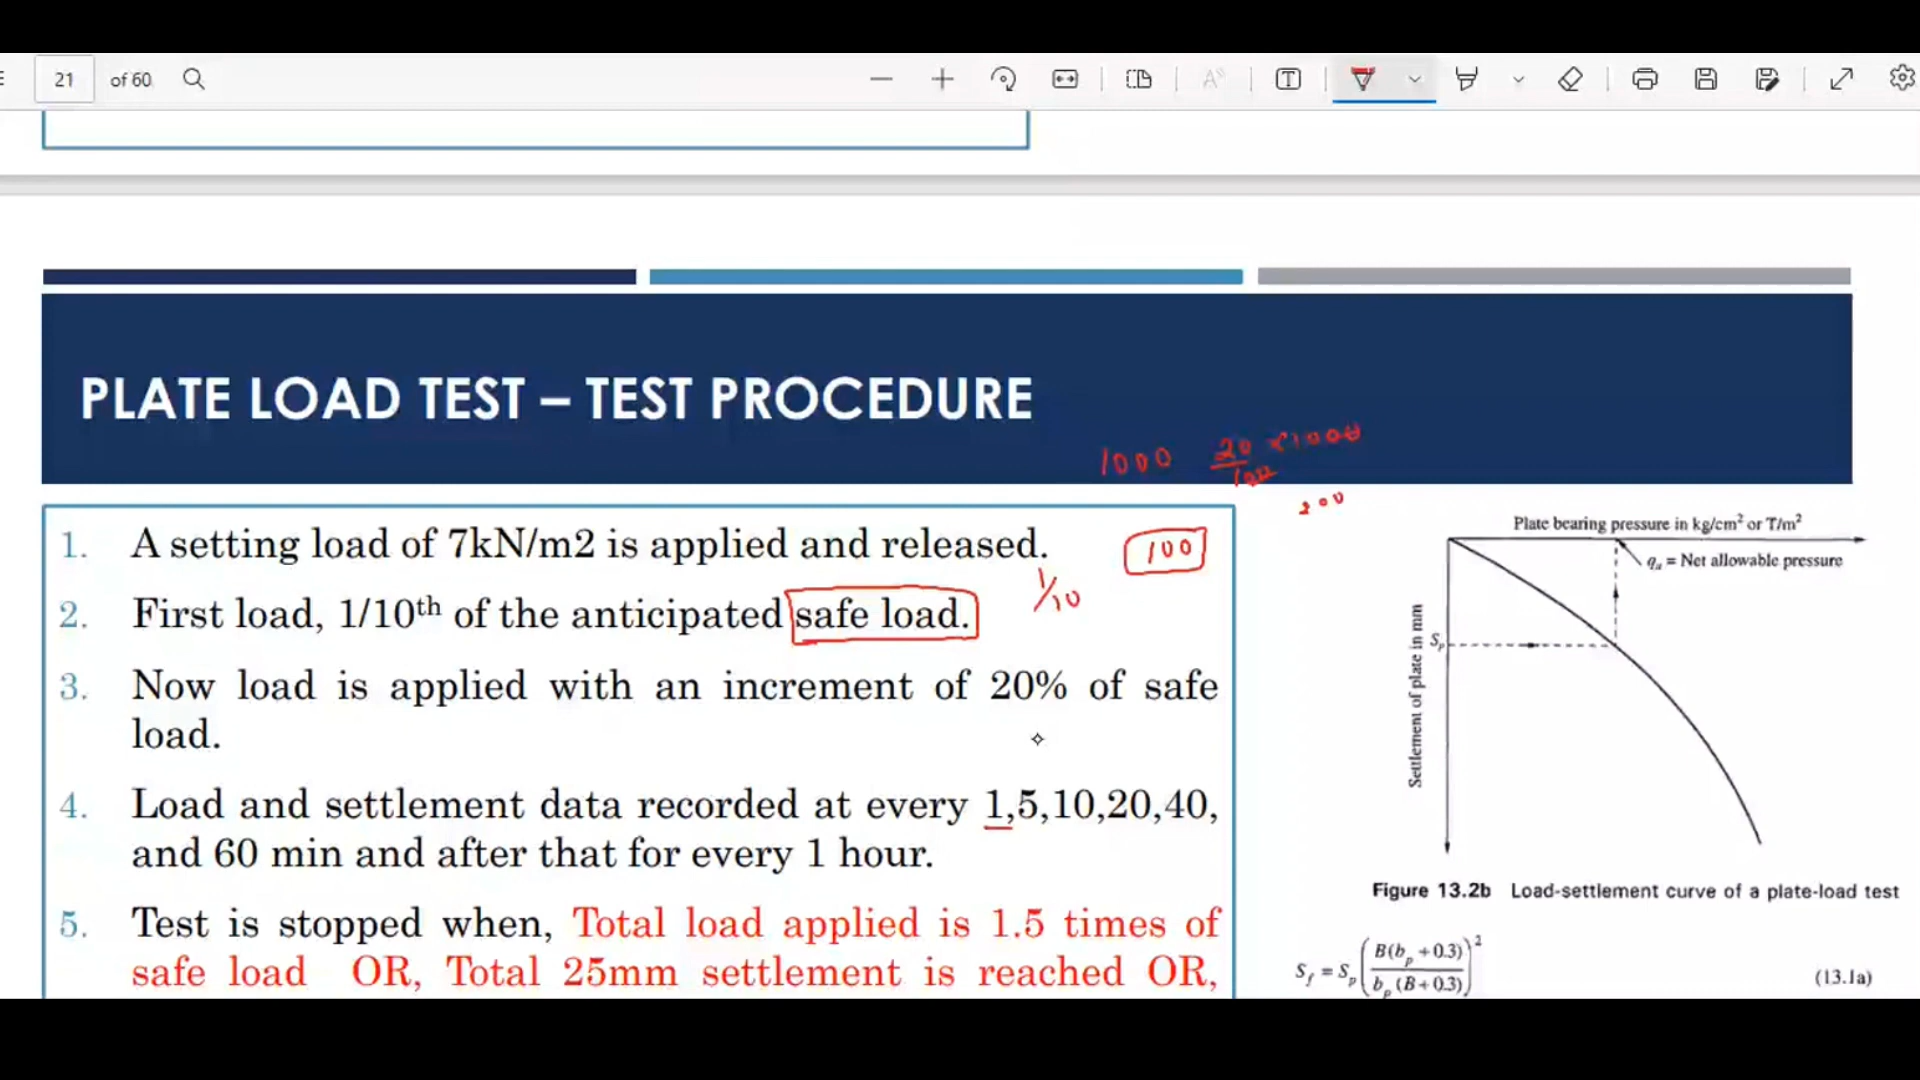 21 of 60
PLATE LOAD TEST – TEST PROCEDURE
1000 20/100 ×1000
200
1. A setting load of 7kN/m2 is applied and released.
100
1/10
2. First load, 1/10th of the anticipated safe load.
3. Now load is applied with an increment of 20% of safe
load.
4. Load and settlement data recorded at every 1,5,10,20,40,
and 60 min and after that for every 1 hour.
5. Test is stopped when, Total load applied is 1.5 times of
safe load OR, Total 25mm settlement is reached OR,
Plate bearing pressure in kg/cm² or T/m²
qₐ = Net allowable pressure
Sₚ
Settlement of plate in mm
Figure 13.2b Load-settlement curve of a plate-load test
S_f = S_p (B(b_p + 0.3) / b_p (B + 0.3))² (13.1a)